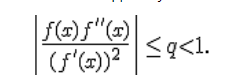 |f(x)f''(x) / (f'(x))²| ≤ q<1.